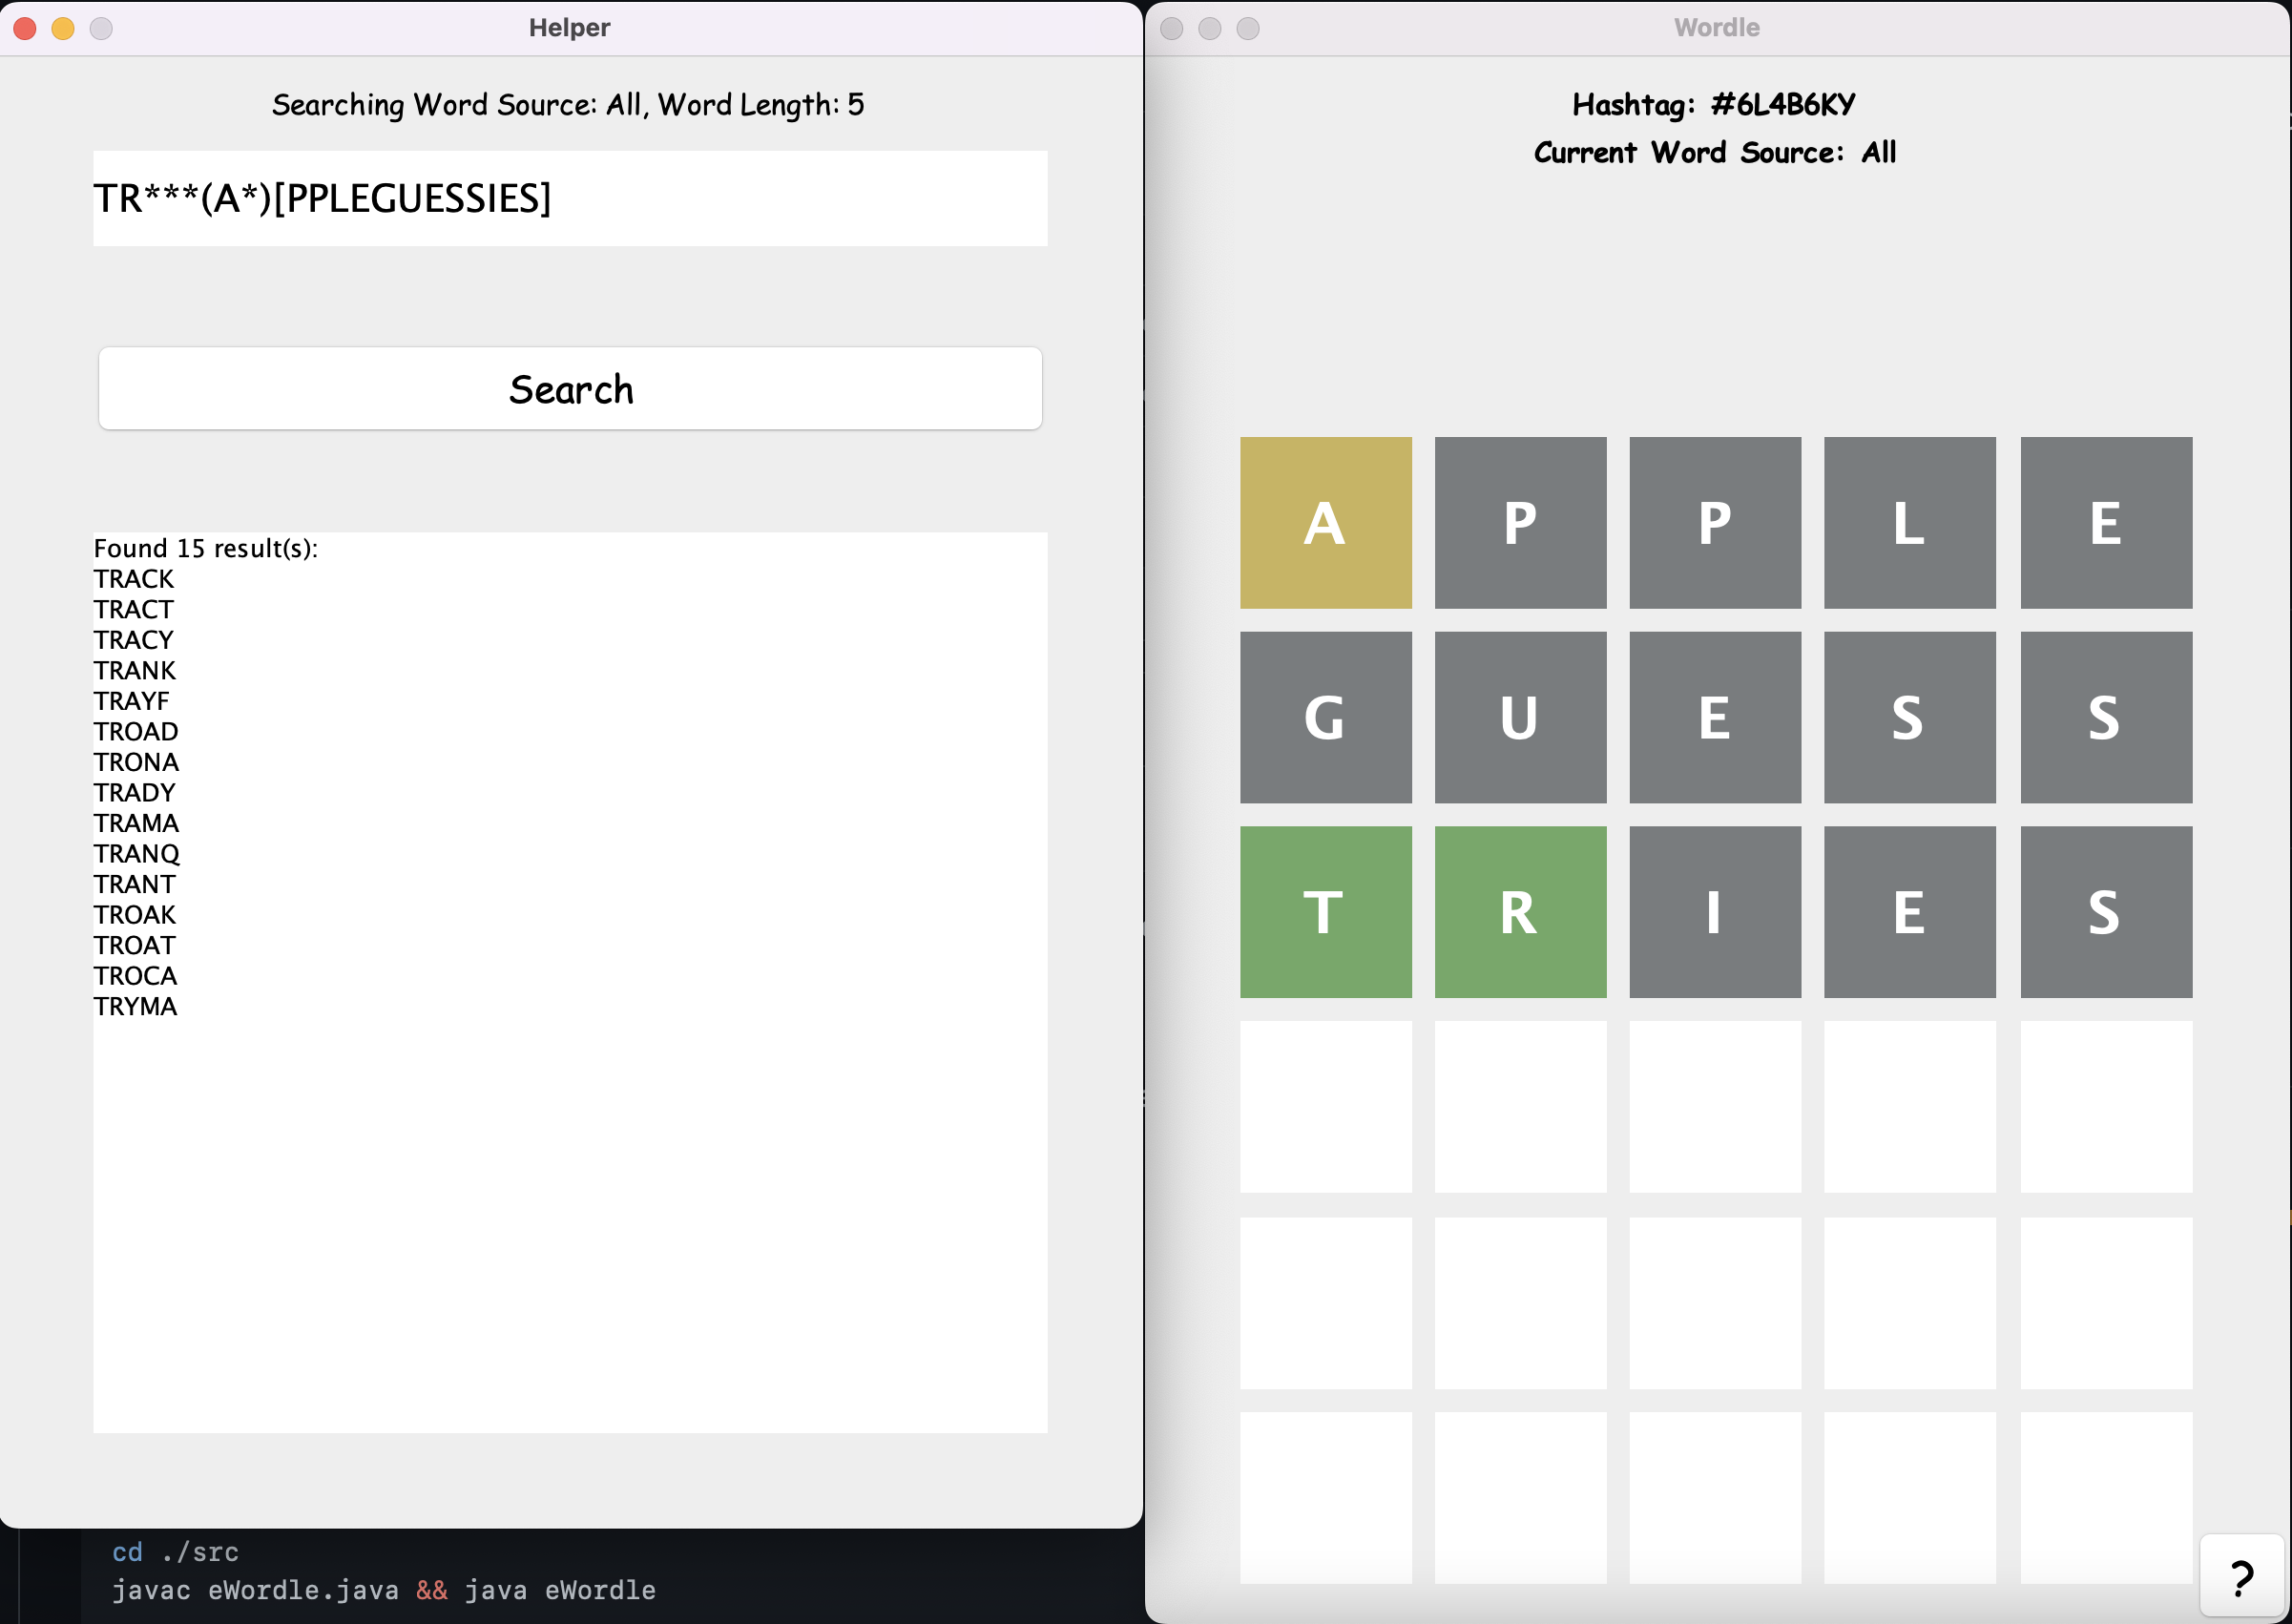 Helper
Searching Word Source: All, Word Length: 5
TR***(A*)[PPLEGUESSIES]
Search
Found 15 result(s):
TRACK
TRACT
TRACY
TRANK
TRAYF
TROAD
TRONA
TRADY
TRAMA
TRANQ
TRANT
TROAK
TROAT
TROCA
TRYMA
cd ./src
javac eWordle.java && java eWordle
Wordle
Hashtag: #6L4B6KY
Current Word Source: All
A P P L E
G U E S S
T R I E S
?